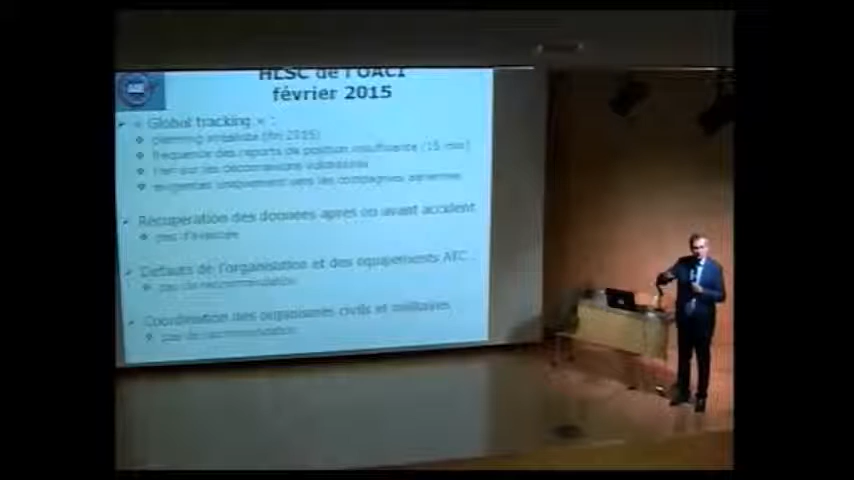 HLSC de l'OACI
février 2015
« Global tracking » :
planning irréaliste (fin 2015)
fréquence des reports de position insuffisante (15 min)
rien sur les déconnexions volontaires
exigences uniquement vers les compagnies aériennes
Récupération des données après ou avant accident
pas d'avancée
Défauts de l'organisation et des équipements ATC :
pas de recommandation
Coordination des organismes civils et militaires
pas de recommandation